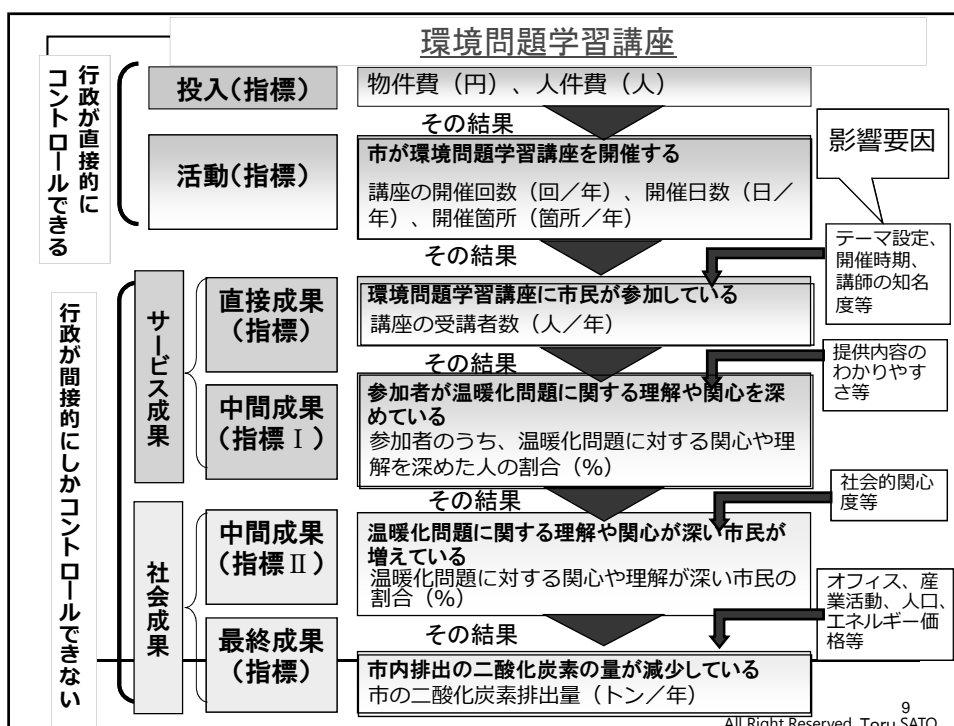 環境問題学習講座
行政が直接的に
コントロールできる
投入(指標)
物件費（円）、人件費（人）
その結果
活動(指標)
市が環境問題学習講座を開催する
講座の開催回数（回／年）、開催日数（日／
年）、開催箇所（箇所／年）
影響要因
その結果
テーマ設定、
開催時期、
講師の知名
度等
行政が間接的にしかコントロールできない
サービス成果
直接成果
(指標)
環境問題学習講座に市民が参加している
講座の受講者数（人／年）
その結果
提供内容の
わかりやす
さ等
中間成果
(指標Ⅰ)
参加者が温暖化問題に関する理解や関心を深
めている
参加者のうち、温暖化問題に対する関心や理
解を深めた人の割合（%）
その結果
社会的関心
度等
社会成果
中間成果
(指標Ⅱ)
温暖化問題に関する理解や関心が深い市民が
増えている
温暖化問題に対する関心や理解が深い市民の
割合（%）
その結果
オフィス、産
業活動、人口、
エネルギー価
格等
最終成果
(指標)
市内排出の二酸化炭素の量が減少している
市の二酸化炭素排出量（トン／年）
9
All Right Reserved, Toru SATO